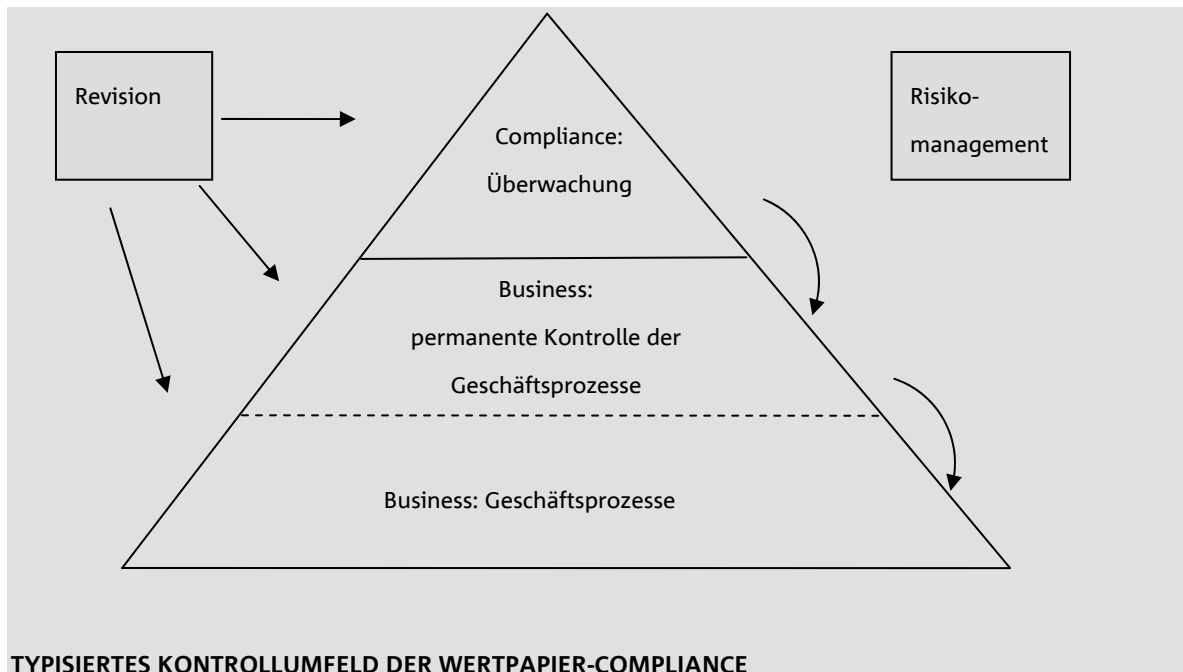 Revision
Risiko-
management
Compliance:
Überwachung
Business:
permanente Kontrolle der
Geschäftsprozesse
Business: Geschäftsprozesse
TYPISIERTES KONTROLLUMFELD DER WERTPAPIER-COMPLIANCE